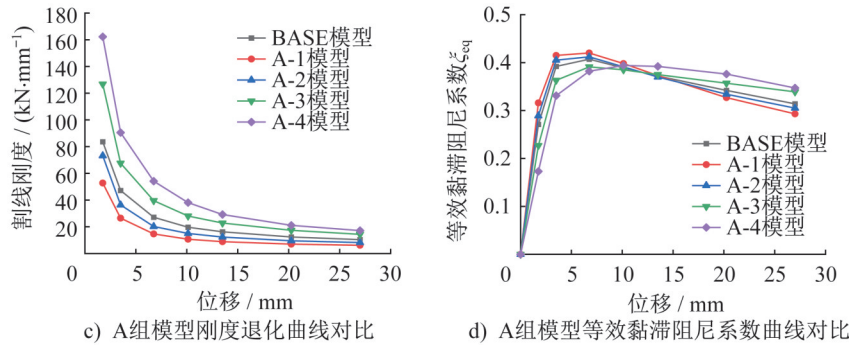 180
160
140
120
100
80
60
40
20
0 5 10 15 20 25 30
割线刚度 / (kN·mm⁻¹)
位移 / mm
BASE模型
A-1模型
A-2模型
A-3模型
A-4模型
c) A组模型刚度退化曲线对比
0.5
0.4
0.3
0.4
0.1
0 5 10 15 20 25 30
等效黏滞阻尼系数ξeq
位移 / mm
BASE模型
A-1模型
A-2模型
A-3模型
A-4模型
d) A组模型等效黏滞阻尼系数曲线对比